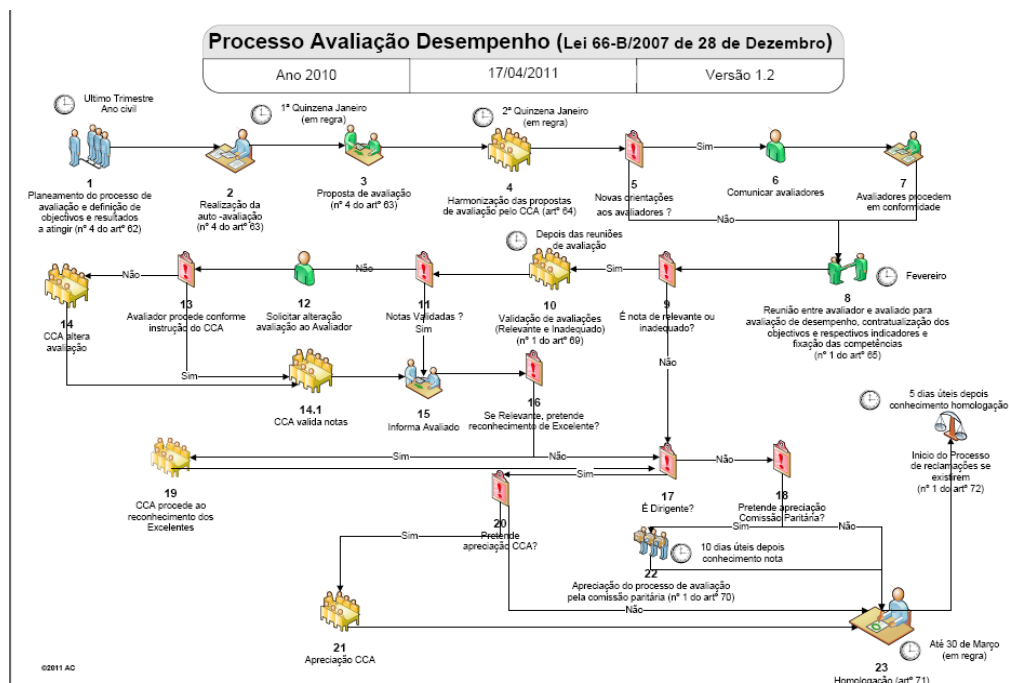 Processo Avaliação Desempenho (Lei 66-B/2007 de 28 de Dezembro)
Ano 2010
17/04/2011
Versão 1.2
Ultimo Trimestre
Ano civil
1ª Quinzena Janeiro
(em regra)
2ª Quinzena Janeiro
(em regra)
Sim
1
Planeamento do processo de
avaliação e definição de
objectivos e resultados
a atingir (nº 4 do artº 62)
2
Realização da
auto -avaliação
(nº 4 do artº 63)
3
Proposta de avaliação
(nº 4 do artº 63)
4
Harmonização das propostas
de avaliação pelo CCA (artº 64)
5
Novas orientações
aos avaliadores ?
6
Comunicar avaliadores
7
Avaliadores procedem
em conformidade
Não
Depois das reuniões
de avaliação
Fevereiro
Não
Não
Sim
14
CCA altera
avaliação
13
Avaliador procede conforme
instrução do CCA
12
Solicitar alteração
avaliação ao Avaliador
11
Notas Validadas ?
Sim
10
Validação de avaliações
(Relevante e Inadequado)
(nº 1 do artº 69)
9
É nota de relevante ou
inadequado?
8
Reunião entre avaliador e avaliado para
avaliação de desempenho, contratualização dos
objectivos e respectivos indicadores e
fixação das competências
(nº 1 do artº 65)
Não
Sim
14.1
CCA valida notas
15
Informa Avaliado
16
Se Relevante, pretende
reconhecimento de Excelente?
5 dias úteis depois
conhecimento homologação
Inicio do Processo
de reclamações se
existirem
(nº 1 do artº 72)
Sim
Não
Não
Sim
19
CCA procede ao
reconhecimento dos
Excelentes
17
É Dirigente?
18
Pretende apreciação
Comissão Paritária?
20
Pretende
apreciação CCA?
Sim
Sim
Não
10 dias úteis depois
conhecimento nota
22
Apreciação do processo de avaliação
pela comissão paritária (nº 1 do artº 70)
Não
21
Apreciação CCA
Até 30 de Março
(em regra)
23
Homologação (artº 71)
©2011 AC